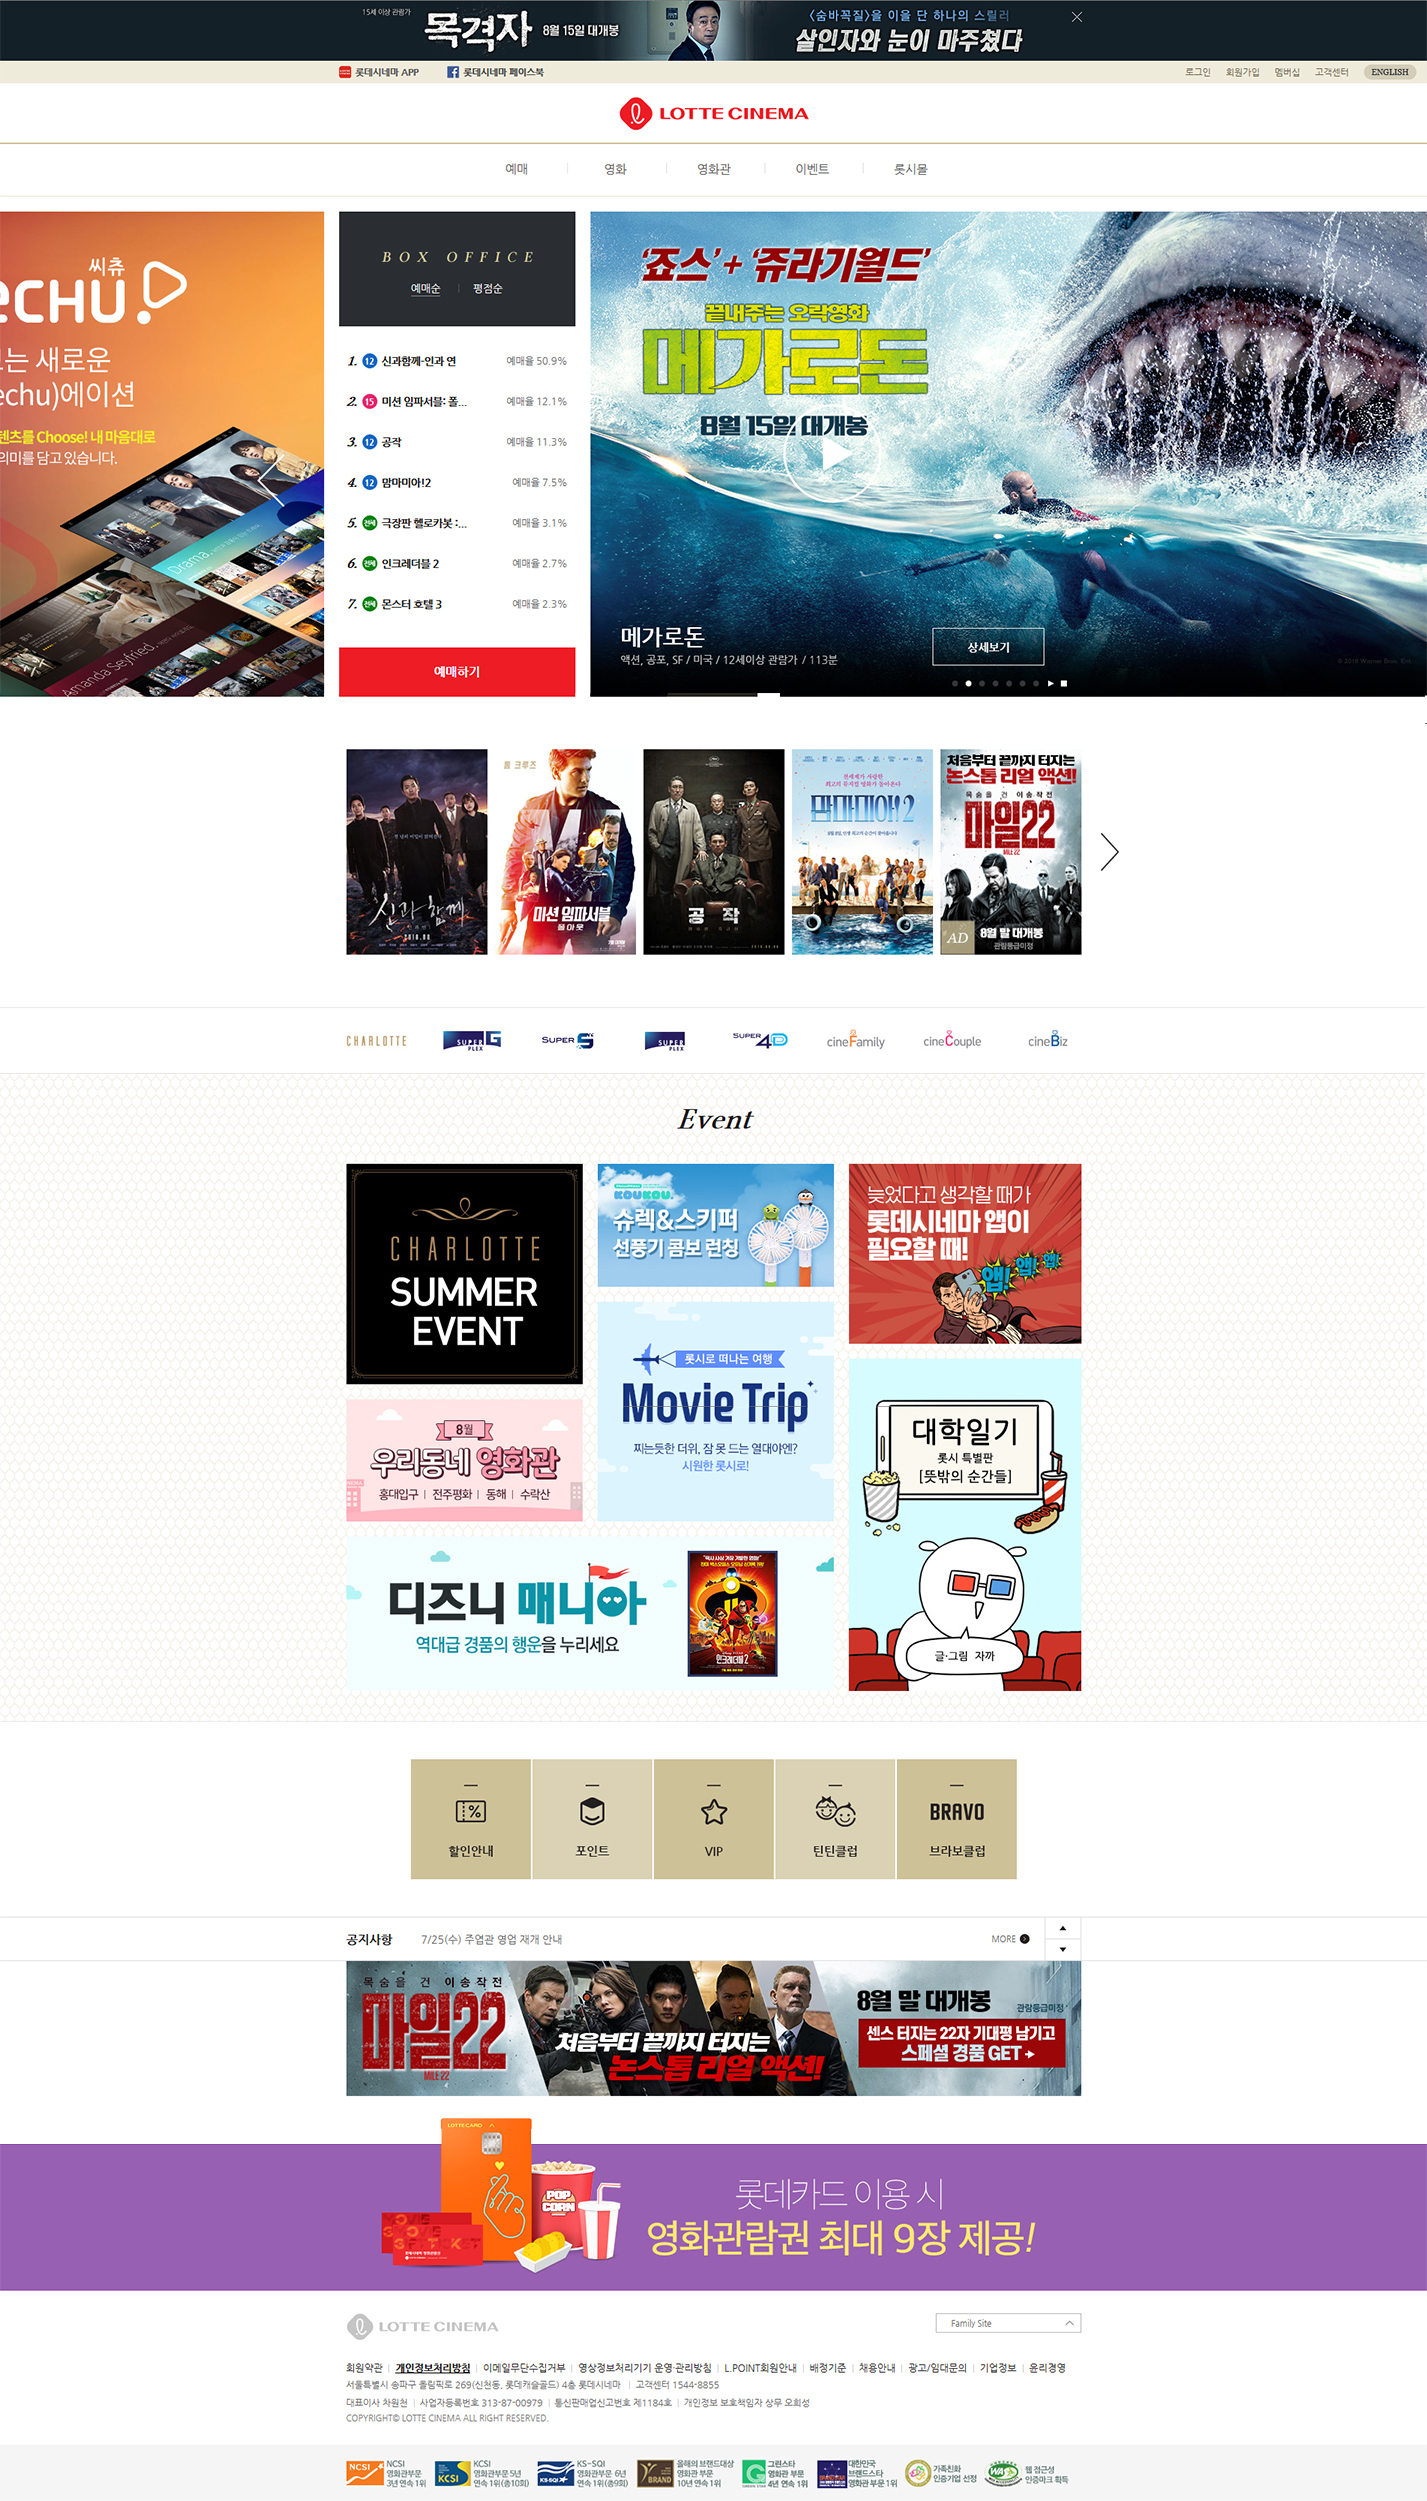 15세 이상 관람가
목격자 8월 15일 대개봉
<숨바꼭질>을 이을 단 하나의 스릴러
살인자와 눈이 마주쳤다
롯데시네마 APP
롯데시네마 페이스북
로그인
회원가입
멤버십
고객센터
ENGLISH
LOTTE CINEMA
예매
영화
영화관
이벤트
롯시몰
씨츄
echu)에이션
텐츠를 Choose! 내 마음대로
의미를 담고 있습니다.
Drama
Amanda Seyfried,
BOX OFFICE
예매순
평점순
1. 12 신과함께-인과 연 예매율 50.9%
2. 15 미션 임파서블: 폴... 예매율 12.1%
3. 12 공작 예매율 11.3%
4. 12 맘마미아!2 예매율 7.5%
5. 전체 극장판 헬로카봇 :... 예매율 3.1%
6. 전체 인크레더블 2 예매율 2.7%
7. 전체 몬스터 호텔 3 예매율 2.3%
예매하기
'죠스' + '쥬라기월드'
끝내주는 오락영화
메가로돈
8월 15일 대개봉
메가로돈
액션, 공포, SF / 미국 / 12세이상 관람가 / 113분
상세보기
신과함께
톰 크루즈
미션 임파서블
폴아웃
공작
맘마미아!2
처음부터 끝까지 터지는
논스톱 리얼 액션!
목숨을 건 이송작전
마일22
MILE 22
AD
8월 말 대개봉
관람등급미정
CHARLOTTE
SUPER PLEX G
SUPER S
SUPER PLEX
SUPER 4D
cineFamily
cineCouple
cineBiz
Event
CHARLOTTE
SUMMER
EVENT
KOUKOU.
슈렉&스키퍼
선풍기 콤보 런칭
늦었다고 생각할 때가
롯데시네마 앱이
필요할 때!
앱! 앱! 앱!
롯시로 떠나는 여행
Movie Trip
찌는듯한 더위, 잠 못 드는 열대야엔?
시원한 롯시로!
8월
우리동네 영화관
홍대입구 | 전주평화 | 동해 | 수락산
대학일기
롯시 특별판
[뜻밖의 순간들]
글·그림 자까
디즈니 매니아
역대급 경품의 행운을 누리세요
인크레더블 2
할인안내
포인트
VIP
틴틴클럽
BRAVO
브라보클럽
공지사항
7/25(수) 주업관 영업 재개 안내
MORE
목숨을 건 이송작전
마일22
MILE 22
처음부터 끝까지 터지는
논스톱 리얼 액션!
8월 말 대개봉
관람등급미정
센스 터지는 22자 기대평 남기고
스페셜 경품 GET
LOTTECARD
POP
CORN
롯데카드 이용 시
영화관람권 최대 9장 제공!
LOTTE CINEMA
Family Site
회원약관 | 개인정보처리방침 | 이메일무단수집거부 | 영상정보처리기기 운영·관리방침 | L.POINT회원안내 | 배정기준 | 채용안내 | 광고/임대문의 | 기업정보 | 윤리경영
서울특별시 송파구 올림픽로 269(신천동, 롯데캐슬골드) 4층 롯데시네마 | 고객센터 1544-8855
대표이사 차원천 | 사업자등록번호 313-87-00979 | 통신판매업신고번호 제1184호 | 개인정보 보호책임자 상무 오희성
COPYRIGHT© LOTTE CINEMA ALL RIGHT RESERVED.
NCSI
NCSI
영화관부문
3년 연속 1위
KCSI
KCSI
영화관부문 5년
연속 1위(총10회)
KS-SQI
KS-SQI
영화관부문 6년
연속 1위(총9회)
BRAND
올해의 브랜드대상
영화관 부문
10년 연속 1위
그린스타
영화관 부문
4년 연속 1위
대한민국
브랜드스타
영화관 부문 1위
가족친화
인증기업 선정
WA
웹 접근성
인증마크 획득